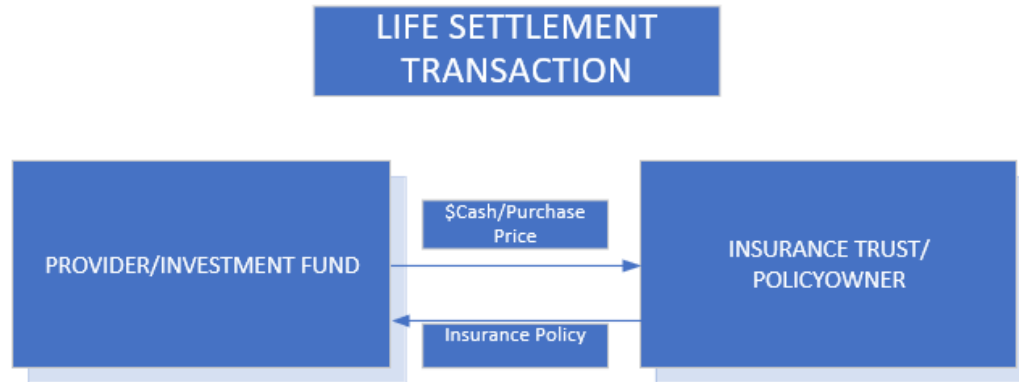 LIFE SETTLEMENT
TRANSACTION
$Cash/Purchase
Price
PROVIDER/INVESTMENT FUND
INSURANCE TRUST/
POLICYOWNER
Insurance Policy